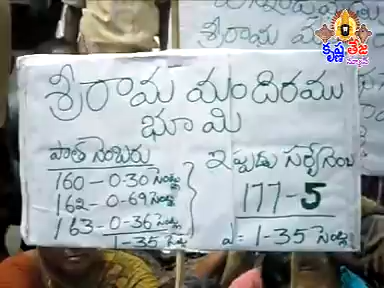 శ్రీరామ మందిరము
భూమి
పాత నెంబరు
160 – 0-30 సెంట్లు
162 – 0-69 సెంట్లు
163 – 0-36 సెంట్లు
1-35 సెంట్లు
ఇప్పుడు సర్వే నెంబ
177-5
ఎ = 1-35 సెంట్లు
కృష్ణ తేజ
శ్రీరామ